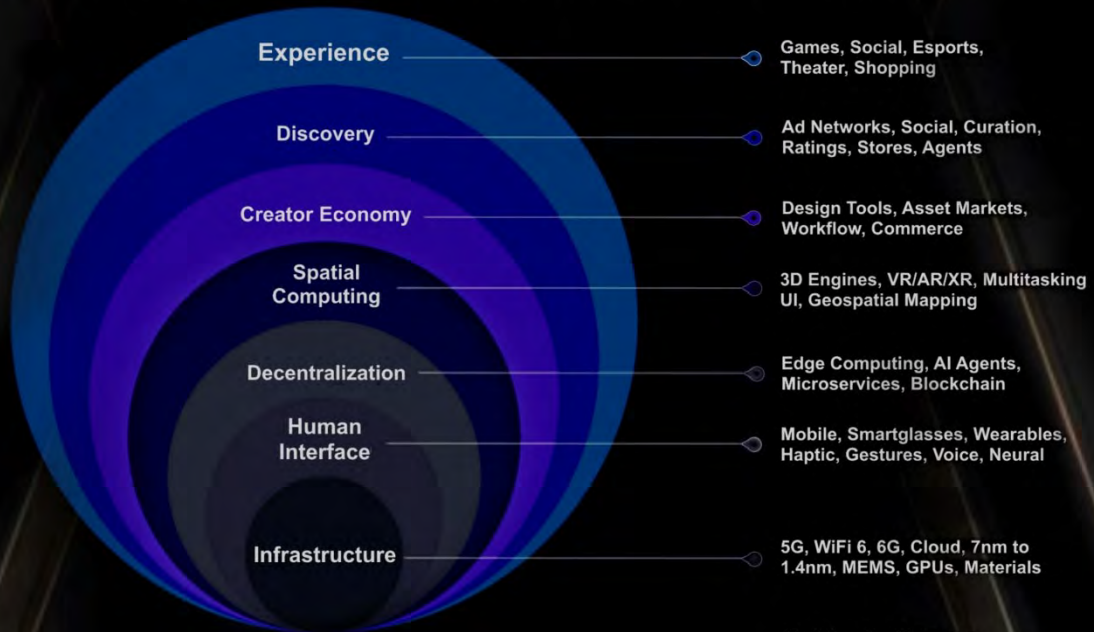 Experience
Games, Social, Esports,
Theater, Shopping
Discovery
Ad Networks, Social, Curation,
Ratings, Stores, Agents
Creator Economy
Design Tools, Asset Markets,
Workflow, Commerce
Spatial
Computing
3D Engines, VR/AR/XR, Multitasking
UI, Geospatial Mapping
Decentralization
Edge Computing, AI Agents,
Microservices, Blockchain
Human
Interface
Mobile, Smartglasses, Wearables,
Haptic, Gestures, Voice, Neural
Infrastructure
5G, WiFi 6, 6G, Cloud, 7nm to
1.4nm, MEMS, GPUs, Materials